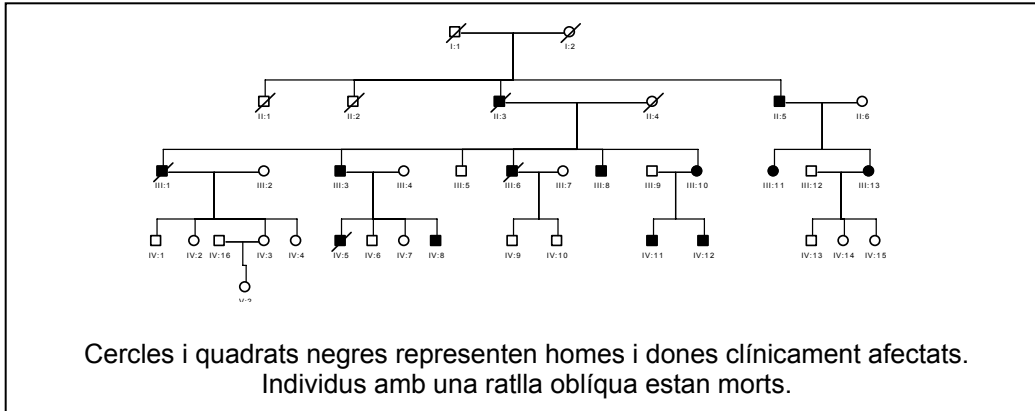 I:1 I:2
II:1 II:2 II:3 II:4 II:5 II:6
III:1 III:2 III:3 III:4 III:5 III:6 III:7 III:8 III:9 III:10 III:11 III:12 III:13
IV:1 IV:2 IV:16 IV:3 IV:4 IV:5 IV:6 IV:7 IV:8 IV:9 IV:10 IV:11 IV:12 IV:13 IV:14 IV:15
Cercles i quadrats negres representen homes i dones clínicament afectats.
Individus amb una ratlla oblíqua estan morts.